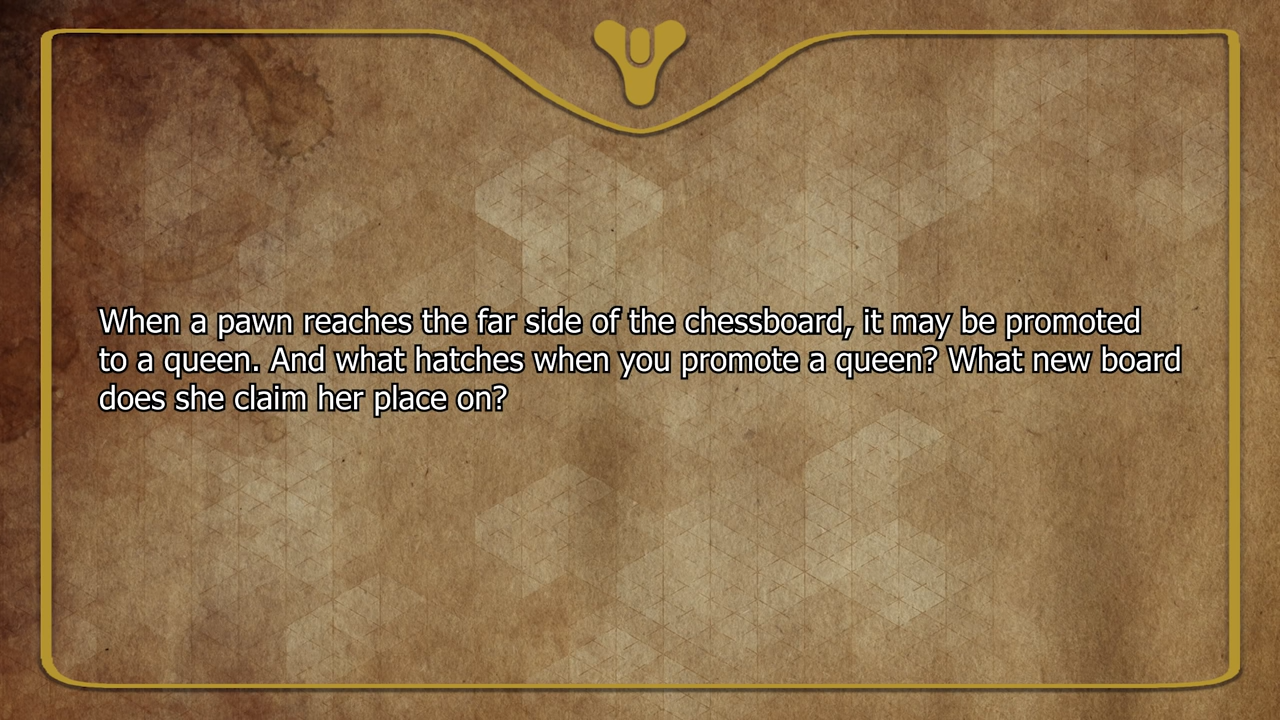 When a pawn reaches the far side of the chessboard, it may be promoted
to a queen. And what hatches when you promote a queen? What new board
does she claim her place on?